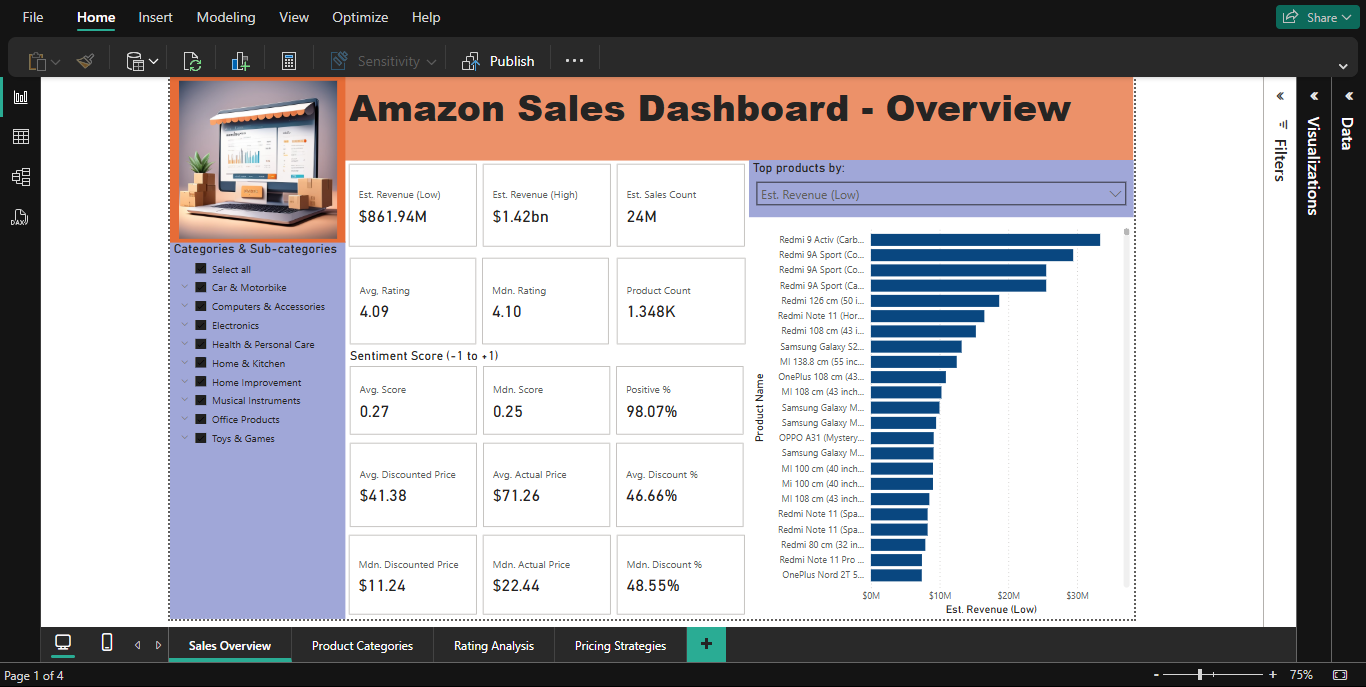 File Home Insert Modeling View Optimize Help Share
Sensitivity Publish
Amazon Sales Dashboard - Overview
Categories & Sub-categories
Select all
Car & Motorbike
Computers & Accessories
Electronics
Health & Personal Care
Home & Kitchen
Home Improvement
Musical Instruments
Office Products
Toys & Games
Est. Revenue (Low)
$861.94M
Est. Revenue (High)
$1.42bn
Est. Sales Count
24M
Avg. Rating
4.09
Mdn. Rating
4.10
Product Count
1.348K
Sentiment Score (-1 to +1)
Avg. Score
0.27
Mdn. Score
0.25
Positive %
98.07%
Avg. Discounted Price
$41.38
Avg. Actual Price
$71.26
Avg. Discount %
46.66%
Mdn. Discounted Price
$11.24
Mdn. Actual Price
$22.44
Mdn. Discount %
48.55%
Top products by:
Est. Revenue (Low)
Product Name
Redmi 9 Activ (Carb...
Redmi 9A Sport (Co...
Redmi 9A Sport (Co...
Redmi 9A Sport (Ca...
Redmi 126 cm (50 i...
Redmi Note 11 (Hor...
Redmi 108 cm (43 i...
Samsung Galaxy S2...
MI 138.8 cm (55 inc...
OnePlus 108 cm (43...
MI 108 cm (43 inch...
Samsung Galaxy M...
Samsung Galaxy M...
OPPO A31 (Mystery...
Samsung Galaxy M...
MI 100 cm (40 inch...
Mi 100 cm (40 inch...
MI 108 cm (43 inch...
Redmi Note 11 (Spa...
Redmi Note 11 (Spa...
Redmi 80 cm (32 in...
Redmi Note 11 Pro ...
OnePlus Nord 2T 5...
$0M $10M $20M $30M
Est. Revenue (Low)
Filters
Visualizations
Data
DAX
Sales Overview Product Categories Rating Analysis Pricing Strategies +
Page 1 of 4
- + 75%